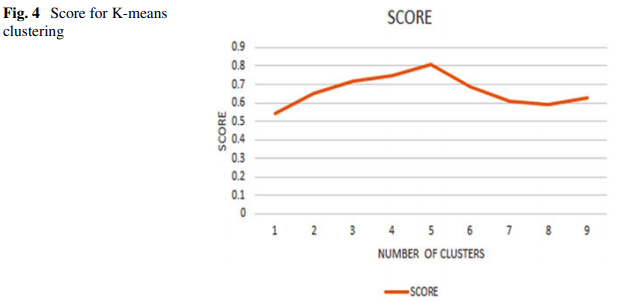 Fig. 4 Score for K-means
clustering
SCORE
0.9
0.8
0.7
0.6
0.5
0.4
0.3
0.2
0.1
0
SCORE
1 2 3 4 5 6 7 8 9
NUMBER OF CLUSTERS
SCORE